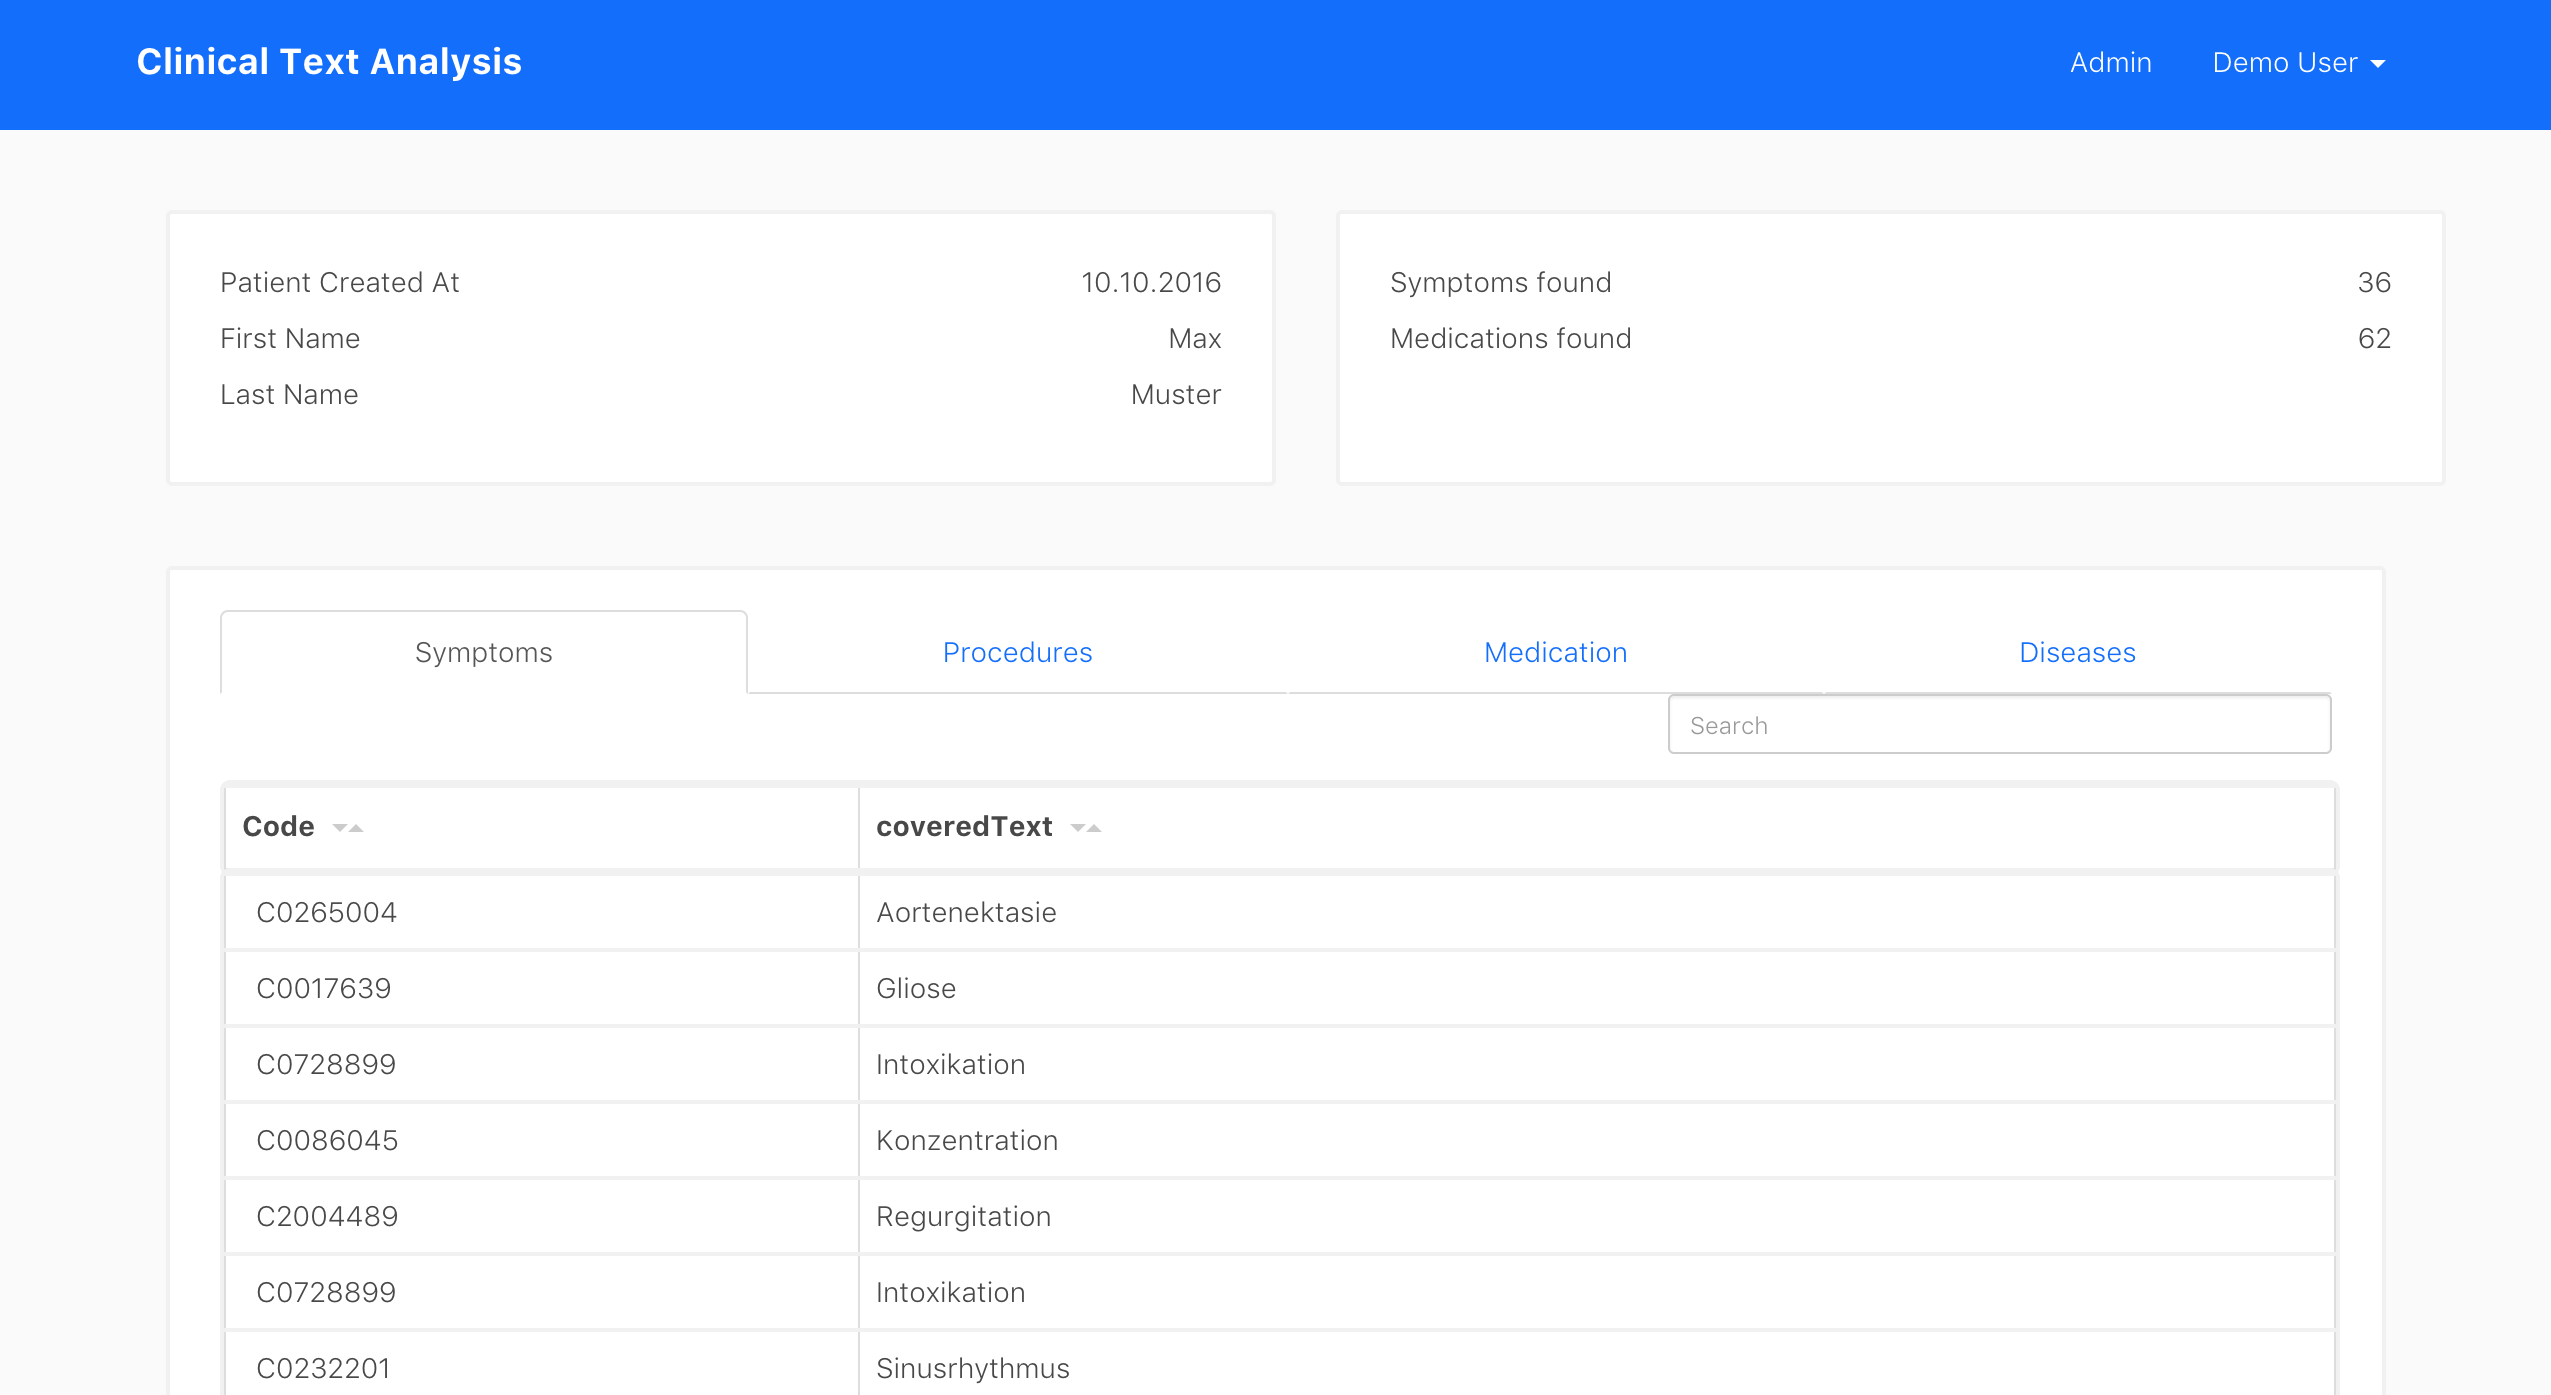 Clinical Text Analysis Admin Demo User
Patient Created At 10.10.2016
First Name Max
Last Name Muster
Symptoms found 36
Medications found 62
Symptoms Procedures Medication Diseases
Search
Code coveredText
C0265004 Aortenektasie
C0017639 Gliose
C0728899 Intoxikation
C0086045 Konzentration
C2004489 Regurgitation
C0728899 Intoxikation
C0232201 Sinusrhythmus